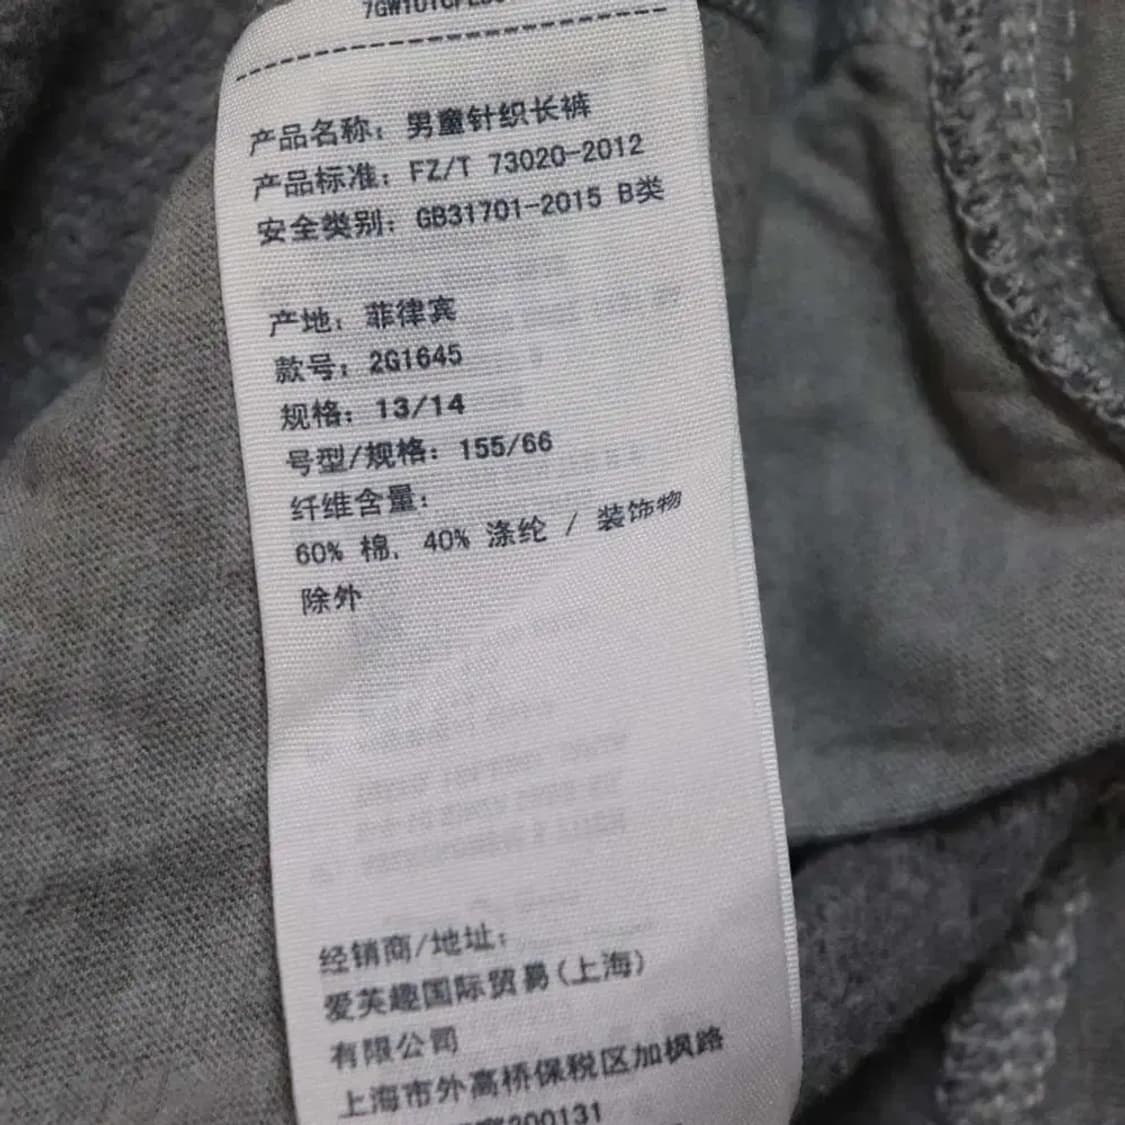 产品名称：男童针织长裤
产品标准：FZ/T 73020-2012
安全类别：GB31701-2015 B类
产地：菲律宾
款号：2G1645
规格：13/14
号型/规格：155/66
纤维含量：
60% 棉, 40% 涤纶 / 装饰物
除外
经销商/地址：
爱芙趣国际贸易(上海)
有限公司
上海市外高桥保税区加枫路
200131